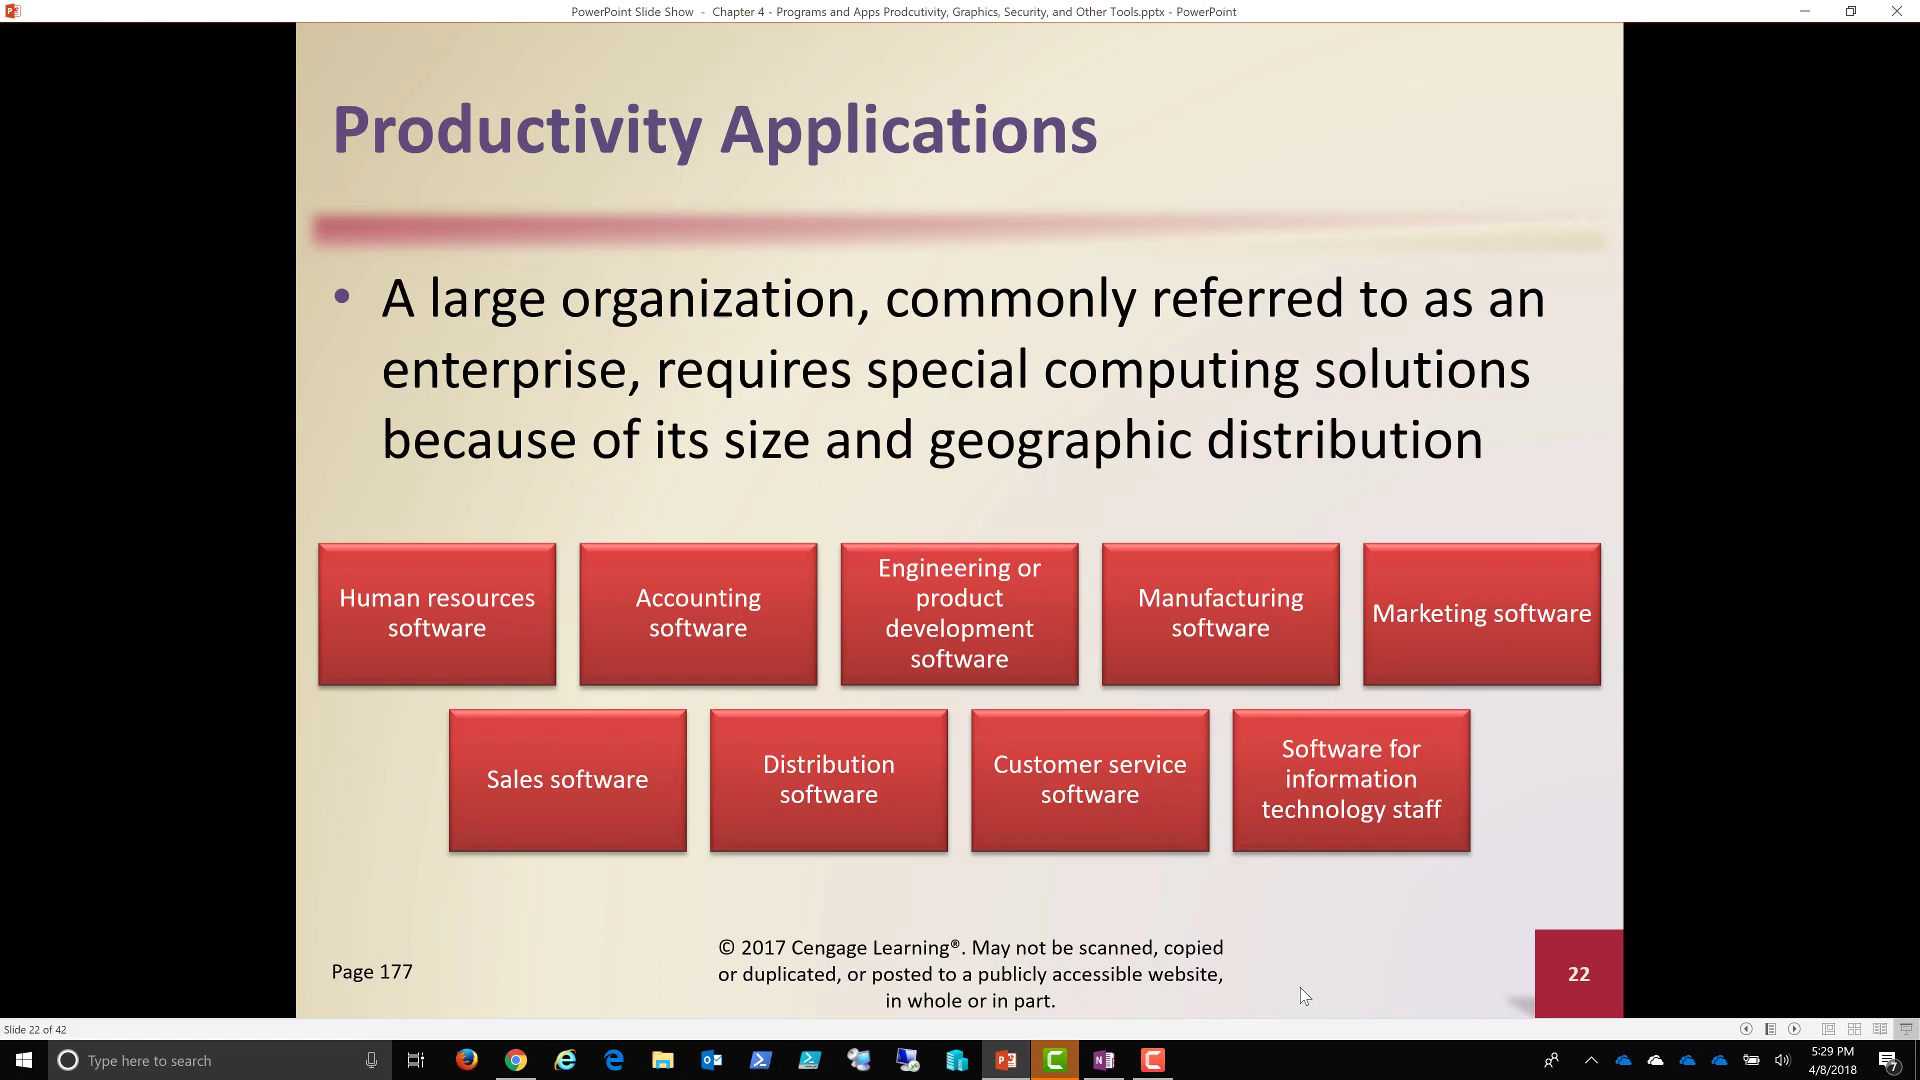 PowerPoint Slide Show - Chapter 4 - Programs and Apps Prodcutivity, Graphics, Security, and Other Tools.pptx - PowerPoint
Productivity Applications
• A large organization, commonly referred to as an
enterprise, requires special computing solutions
because of its size and geographic distribution
Human resources
software
Accounting
software
Engineering or
product
development
software
Manufacturing
software
Marketing software
Sales software
Distribution
software
Customer service
software
Software for
information
technology staff
Page 177
© 2017 Cengage Learning®. May not be scanned, copied
or duplicated, or posted to a publicly accessible website,
in whole or in part.
22
Slide 22 of 42
Type here to search
5:29 PM
4/8/2018
7